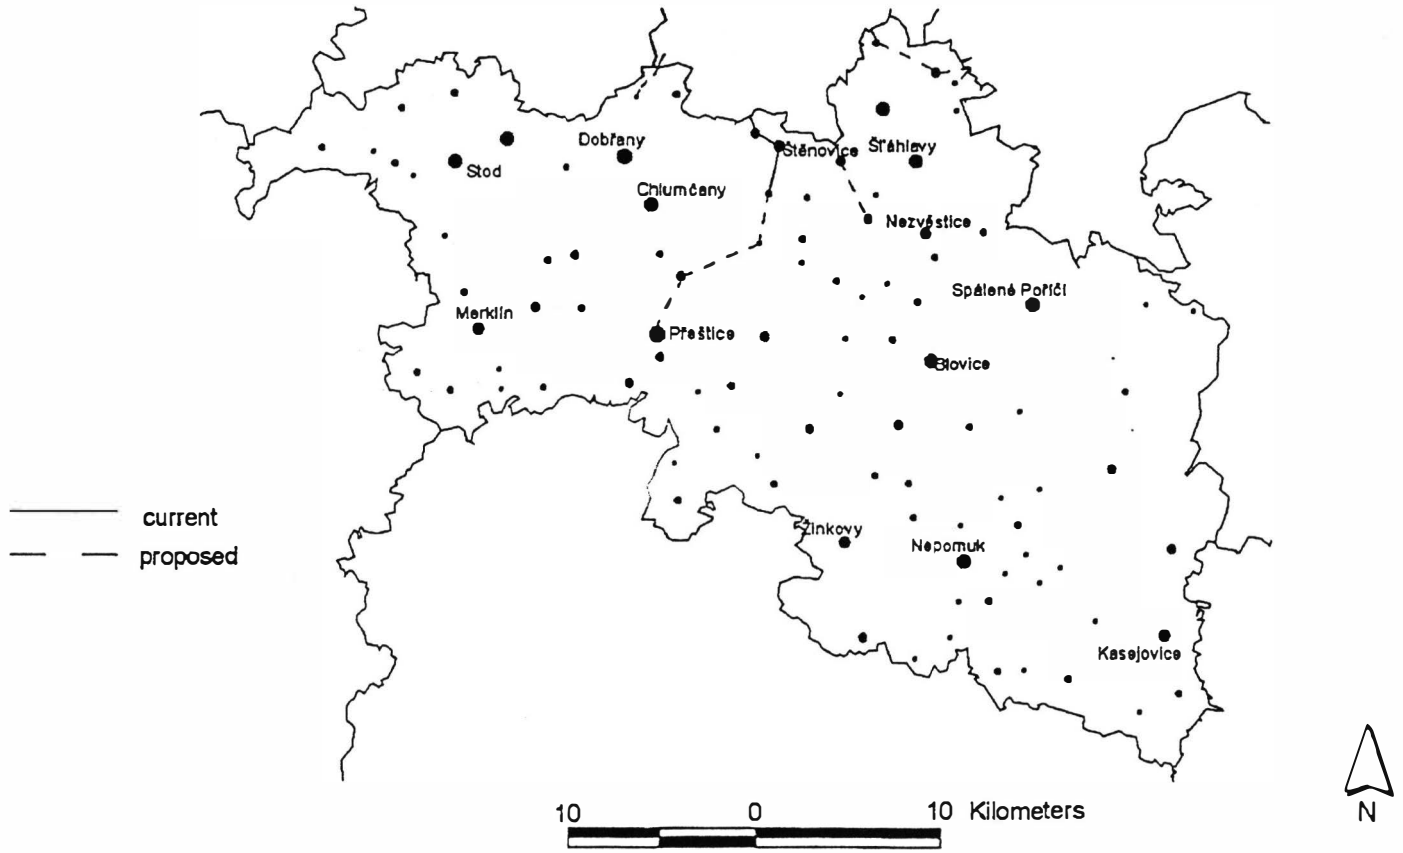 Dobřany
Štěnovice
Šťáhlavy
Stod
Chlumčany
Nezvěstice
Spálené Poříčí
Merklín
Přeštice
Blovice
current
Žinkovy
Nepomuk
proposed
Kasejovice
10 0 10 Kilometers
N